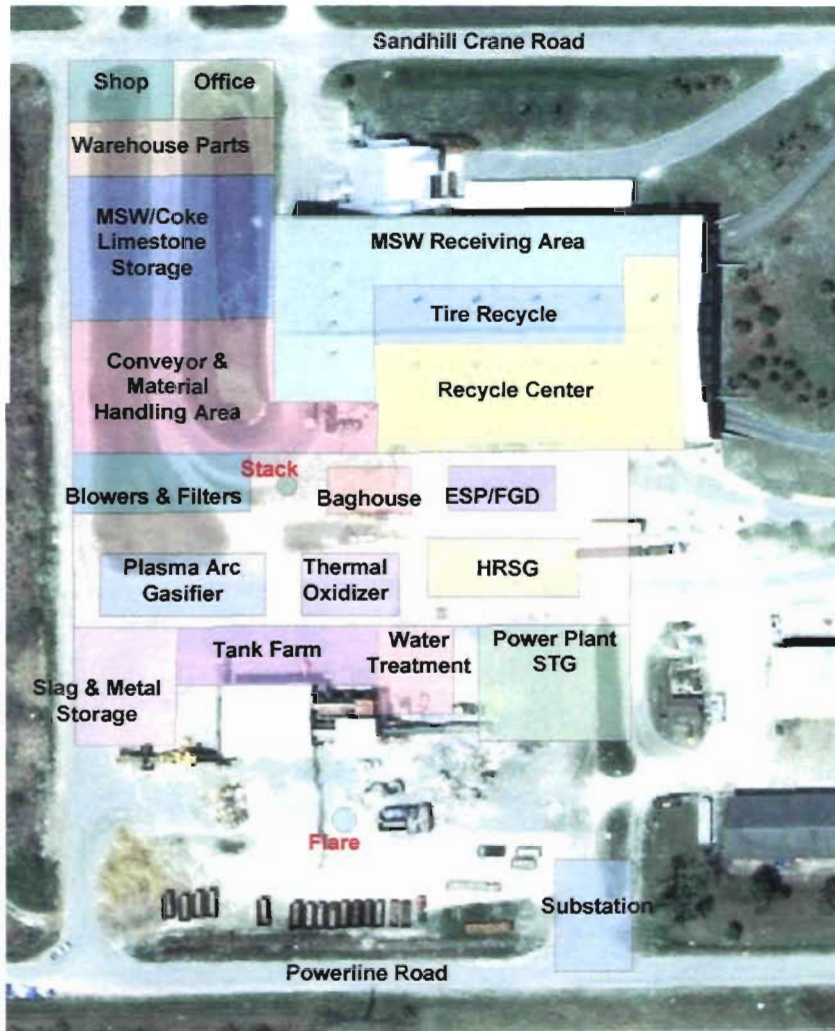 Sandhill Crane Road
Shop
Office
Warehouse Parts
MSW/Coke
Limestone
Storage
MSW Receiving Area
Tire Recycle
Conveyor &
Material
Handling Area
Recycle Center
Stack
Blowers & Filters
Baghouse
ESP/FGD
Plasma Arc
Gasifier
Thermal
Oxidizer
HRSG
Tank Farm
Water
Treatment
Power Plant
STG
Slag & Metal
Storage
Flare
Substation
Powerline Road